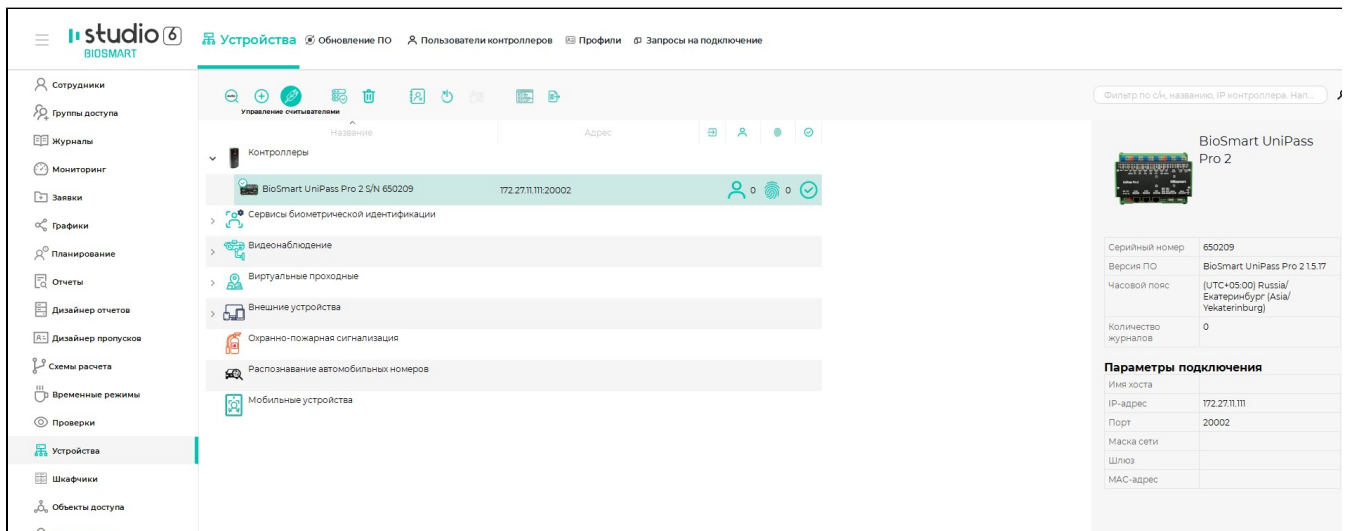 studio 6
BIOSMART
Устройства
Обновление ПО
Пользователи контроллеров
Профили
Запросы на подключение
Сотрудники
Группы доступа
Журналы
Мониторинг
Заявки
Графики
Планирование
Отчеты
Дизайнер отчетов
Дизайнер пропусков
Схемы расчета
Временные режимы
Проверки
Устройства
Шкафчики
Объекты доступа
Управление считывателями
Фильтр по с/н, названию, IP контроллера. Нап...
Название
Адрес
Контроллеры
BioSmart UniPass Pro 2 S/N 650209
172.27.11.111:20002
0
0
Сервисы биометрической идентификации
Видеонаблюдение
Виртуальные проходные
Внешние устройства
Охранно-пожарная сигнализация
Распознавание автомобильных номеров
Мобильные устройства
BioSmart UniPass
Pro 2
Серийный номер 650209
Версия ПО BioSmart UniPass Pro 2 1.5.17
Часовой пояс (UTC+05:00) Russia/
Екатеринбург (Asia/
Yekaterinburg)
Количество 0
журналов
Параметры подключения
Имя хоста
IP-адрес 172.27.11.111
Порт 20002
Маска сети
Шлюз
MAC-адрес